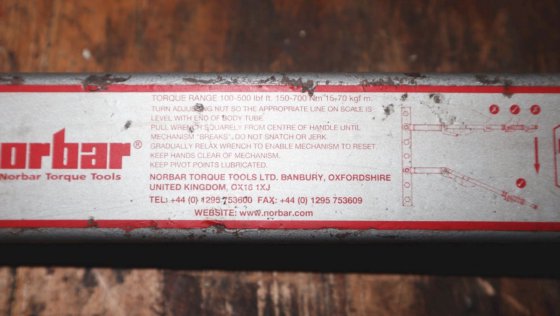 norbar®
Norbar Torque Tools
TORQUE RANGE 100-500 lbf ft. 150-700 Nm 15-70 kgf m.
TURN ADJUSTING NUT SO THE APPROPRIATE LINE ON SCALE IS
LEVEL WITH END OF BODY TUBE.
PULL WRENCH SQUARELY FROM CENTRE OF HANDLE UNTIL
MECHANISM "BREAKS". DO NOT SNATCH OR JERK.
GRADUALLY RELAX WRENCH TO ENABLE MECHANISM TO RESET.
KEEP HANDS CLEAR OF MECHANISM.
KEEP PIVOT POINTS LUBRICATED.
NORBAR TORQUE TOOLS LTD. BANBURY, OXFORDSHIRE
UNITED KINGDOM, OX16 1XJ
TEL: +44 (0) 1295 753600 FAX: +44 (0) 1295 753609
WEBSITE: www.norbar.com